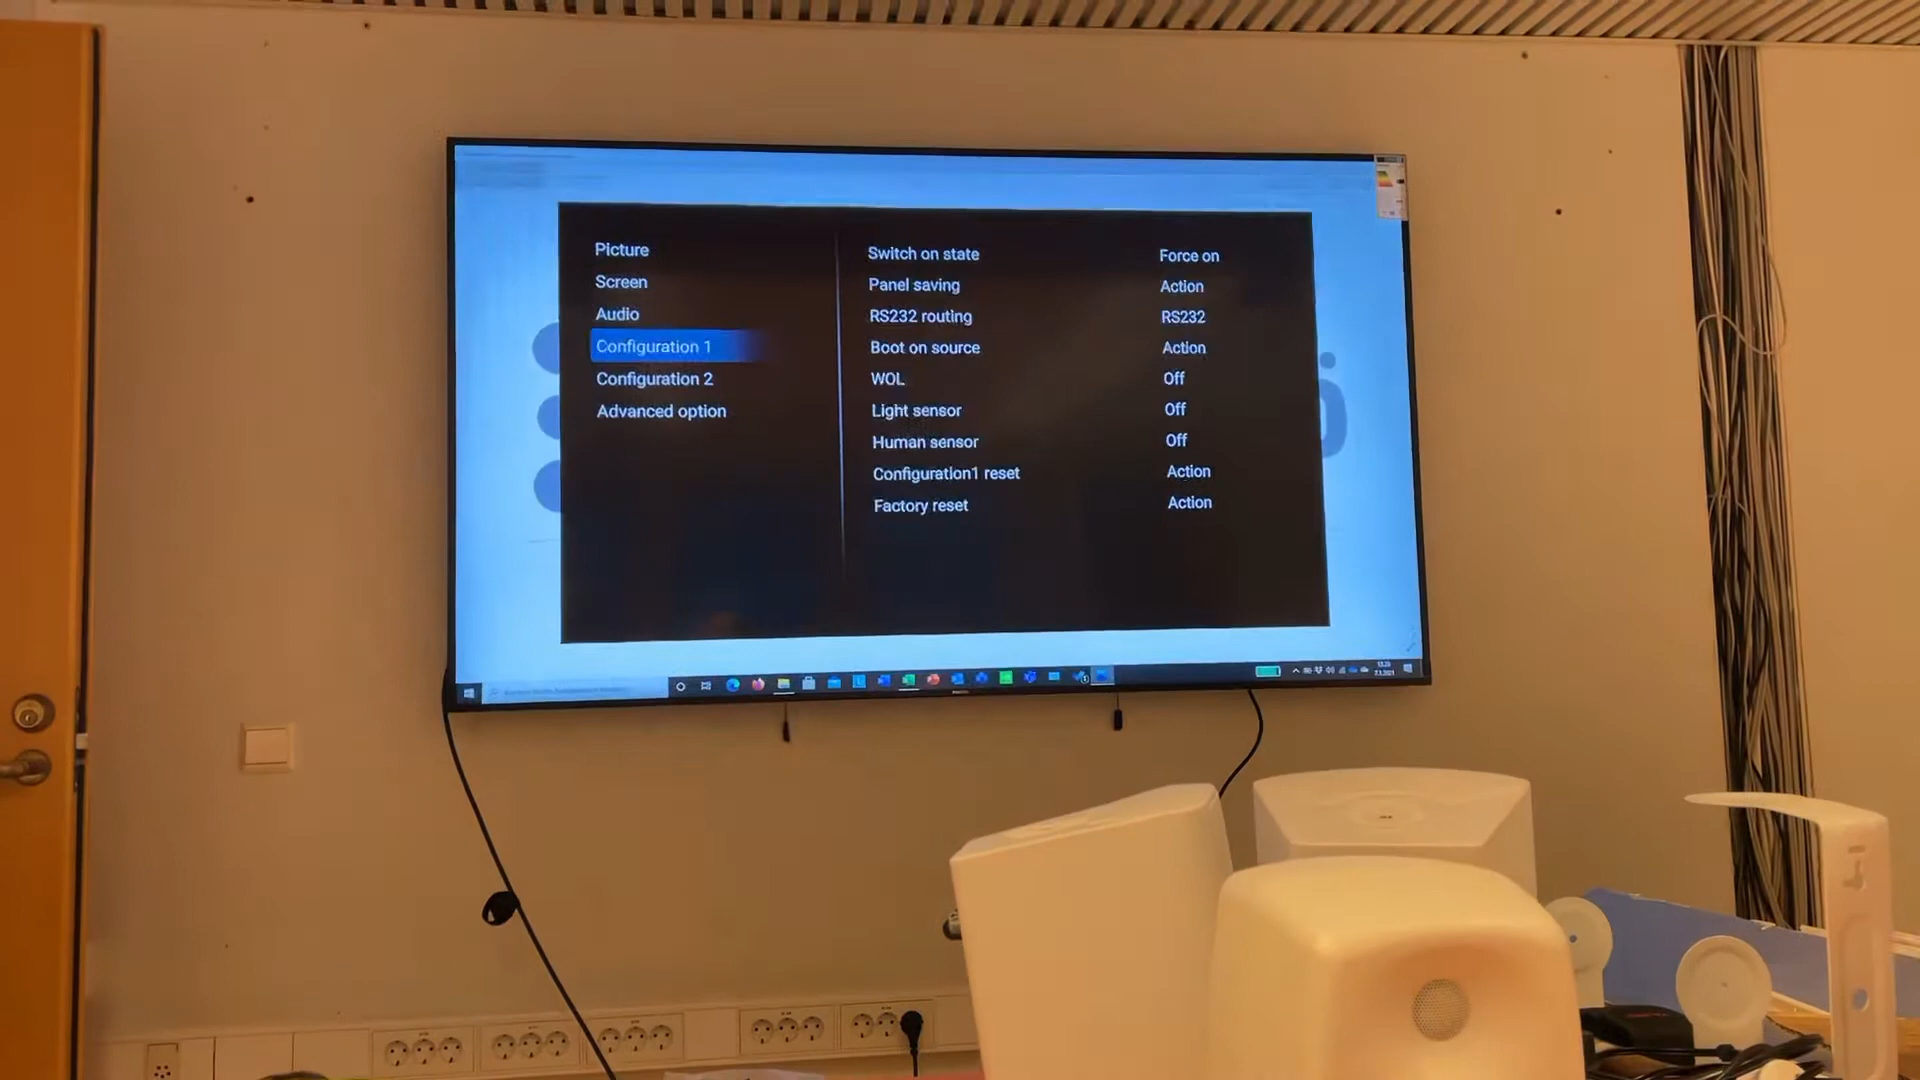 Picture
Screen
Audio
Configuration 1
Configuration 2
Advanced option
Switch on state Force on
Panel saving Action
RS232 routing RS232
Boot on source Action
WOL Off
Light sensor Off
Human sensor Off
Configuration1 reset Action
Factory reset Action